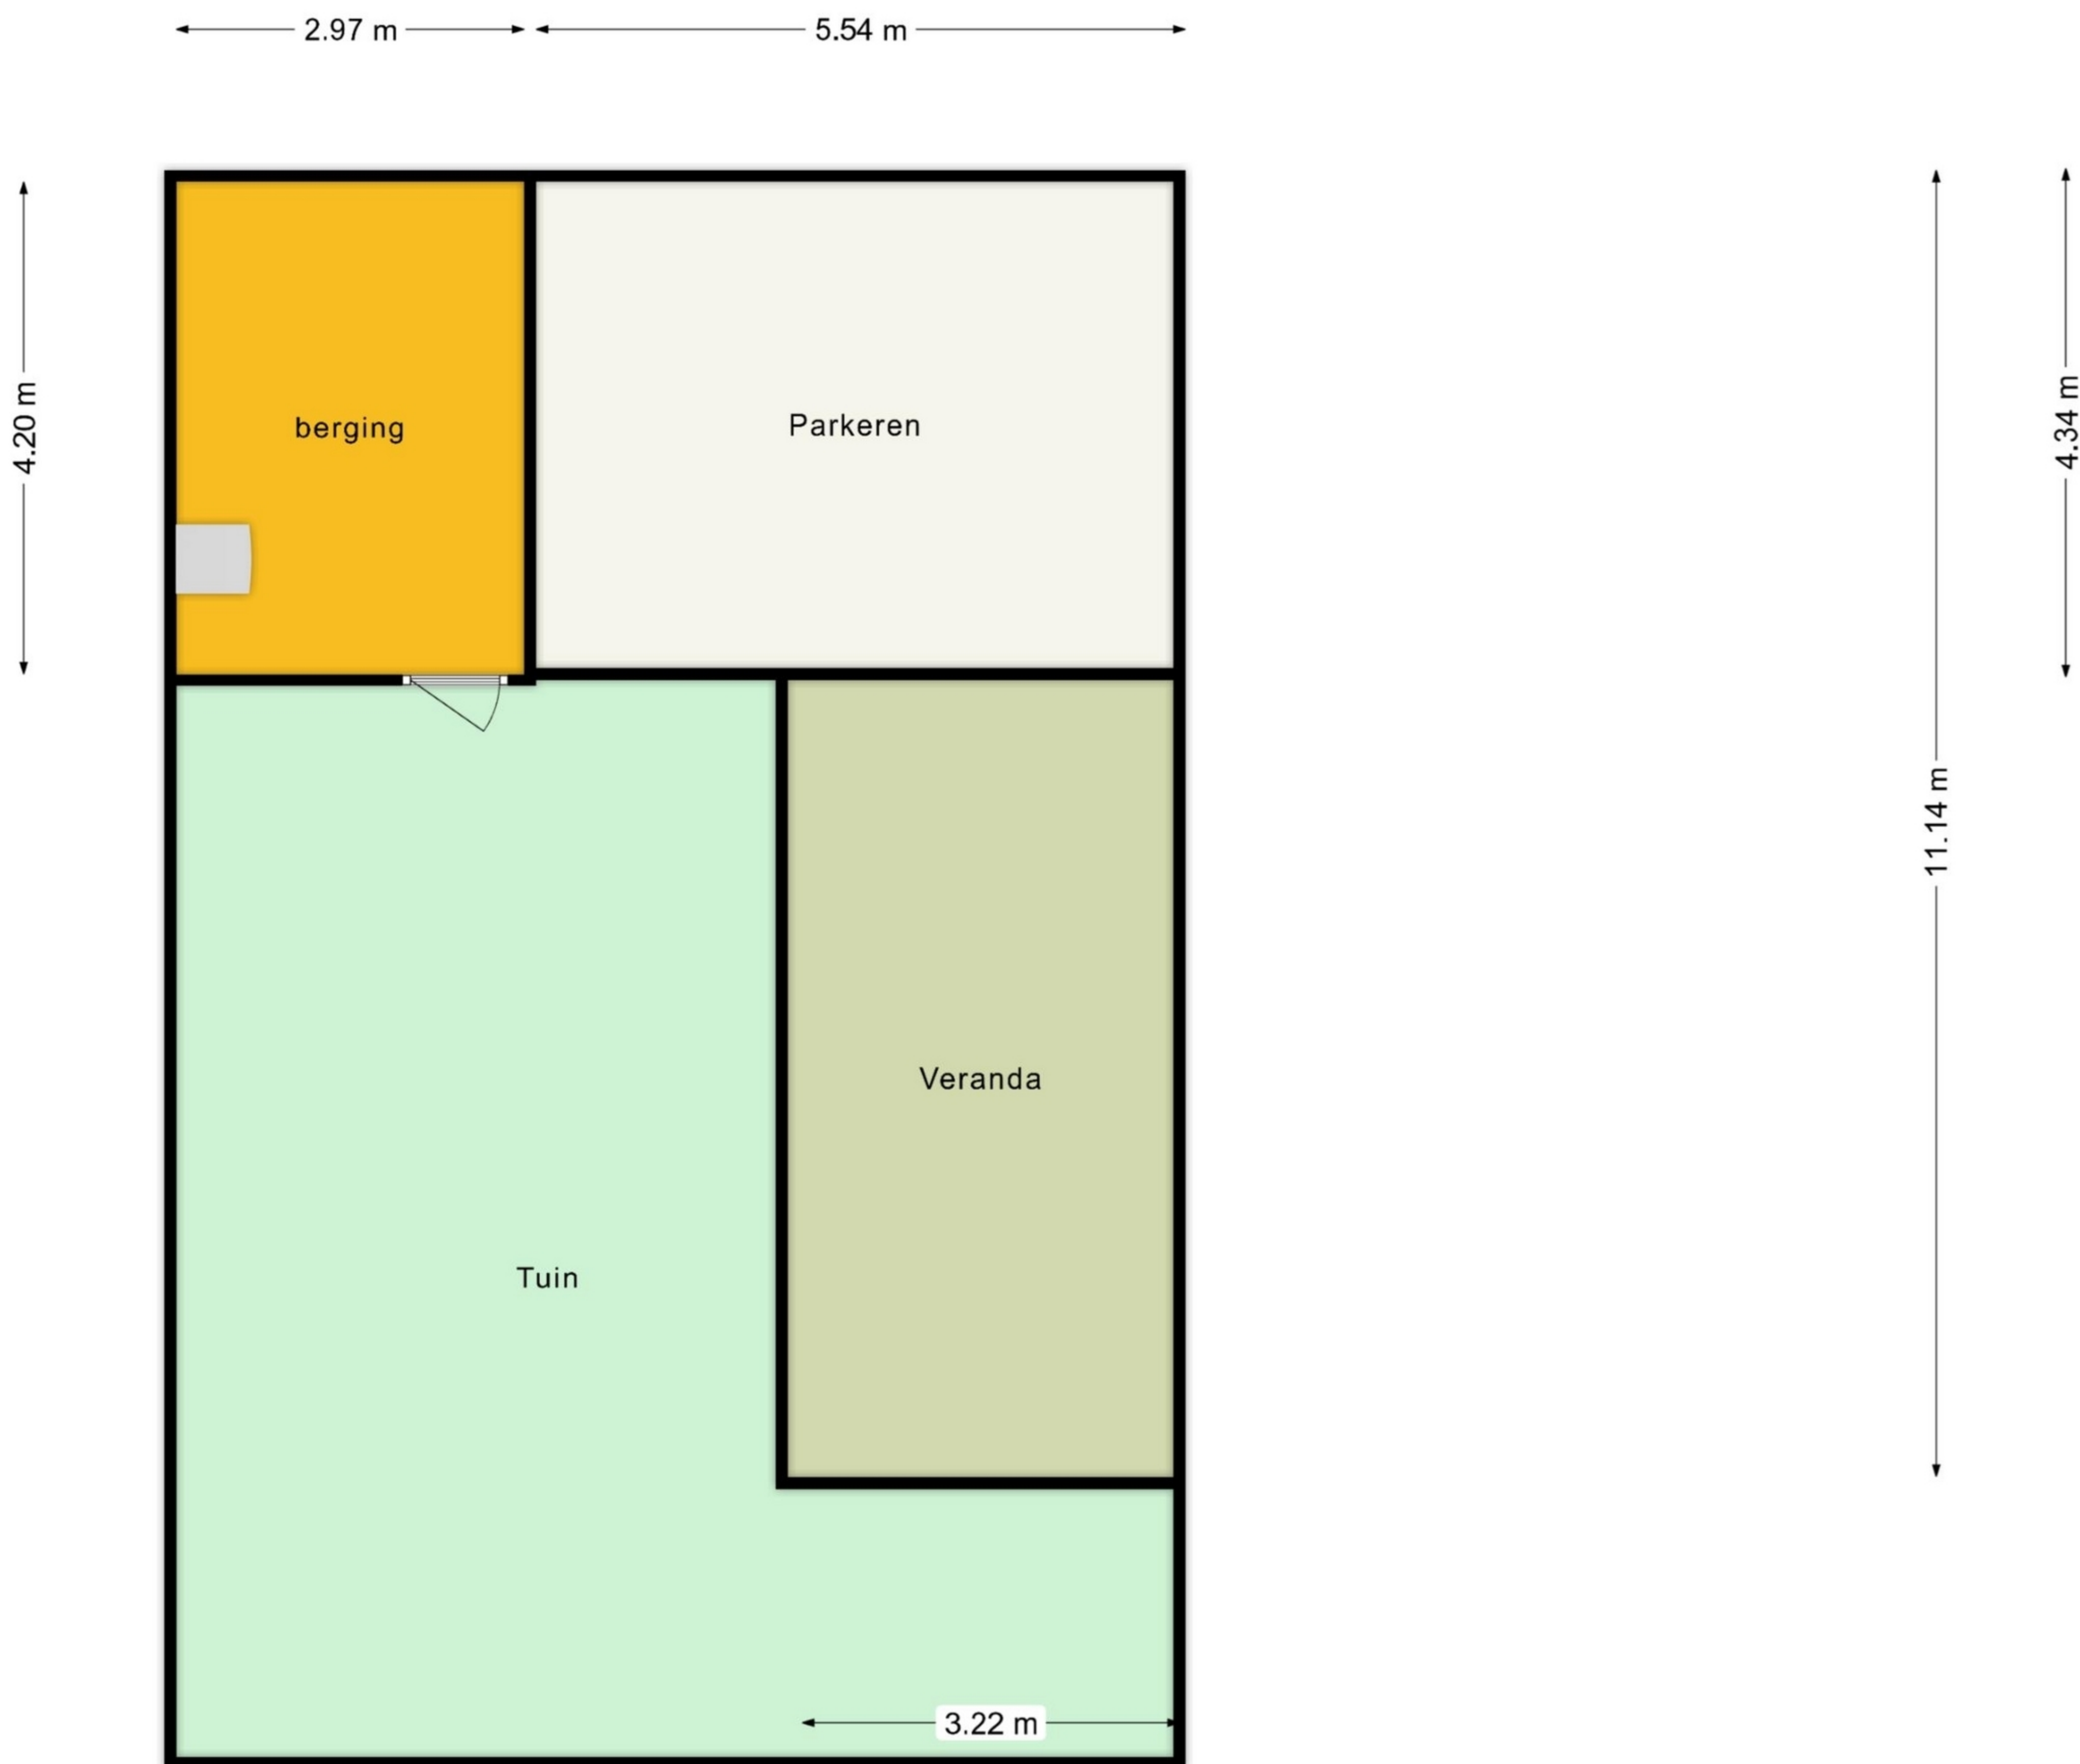 2.97 m
5.54 m
4.20 m
berging
Parkeren
4.34 m
11.14 m
Veranda
Tuin
3.22 m